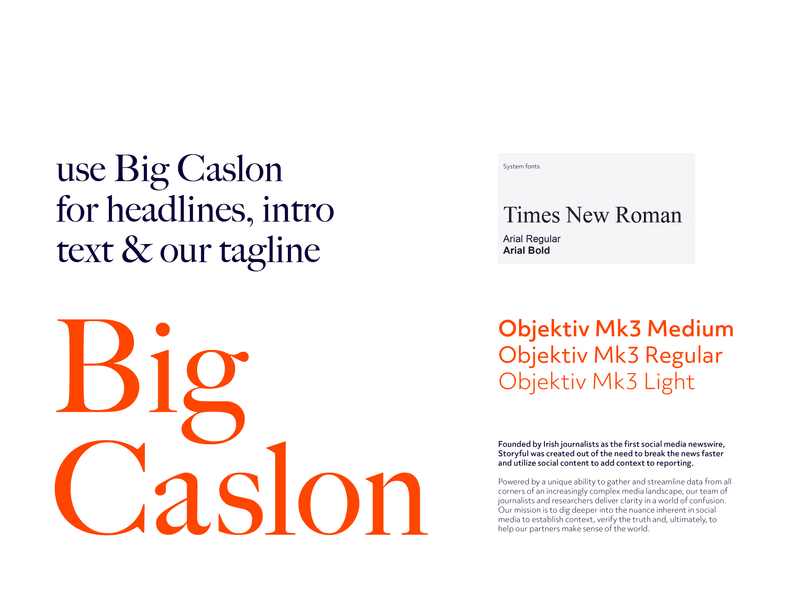 use Big Caslon
for headlines, intro
text & our tagline
Big
Caslon
System fonts
Times New Roman
Arial Regular
Arial Bold
Objektiv Mk3 Medium
Objektiv Mk3 Regular
Objektiv Mk3 Light
Founded by Irish journalists as the first social media newswire,
Storyful was created out of the need to break the news faster
and utilize social content to add context to reporting.
Powered by a unique ability to gather and streamline data from all
corners of an increasingly complex media landscape, our team of
journalists and researchers deliver clarity in a world of confusion.
Our mission is to dig deeper into the nuance inherent in social
media to establish context, verify the truth and, ultimately, to
help our partners make sense of the world.